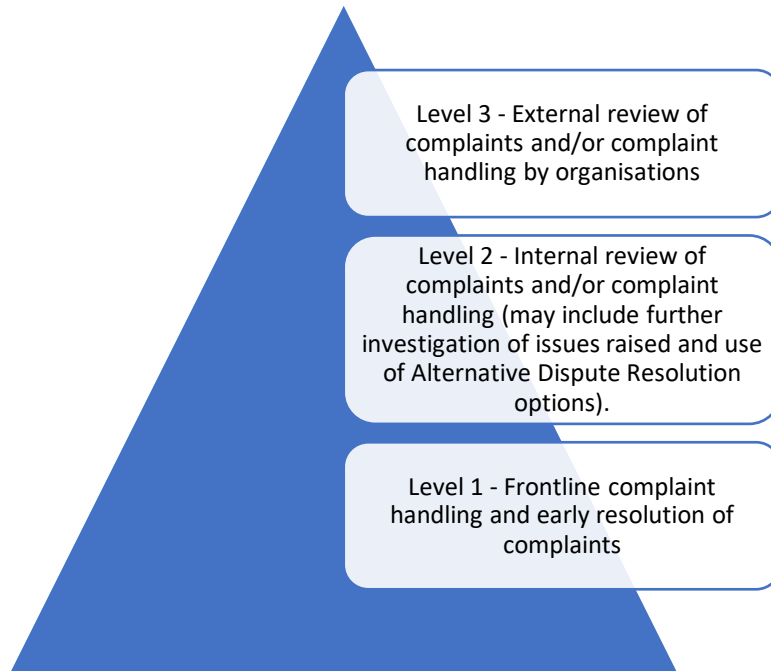 Level 3 - External review of
complaints and/or complaint
handling by organisations
Level 2 - Internal review of
complaints and/or complaint
handling (may include further
investigation of issues raised and use
of Alternative Dispute Resolution
options).
Level 1 - Frontline complaint
handling and early resolution of
complaints